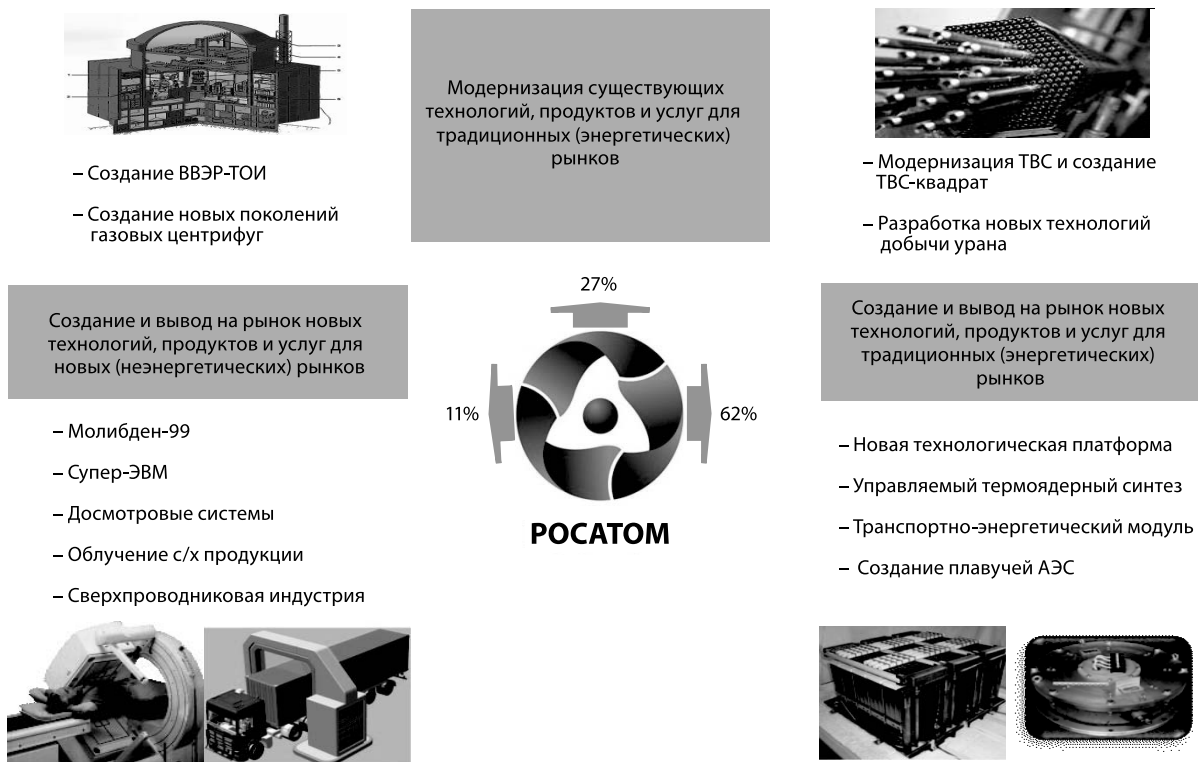 Модернизация существующих
технологий, продуктов и услуг для
традиционных (энергетических)
рынков
– Создание ВВЭР-ТОИ
– Создание новых поколений
газовых центрифуг
– Модернизация ТВС и создание
ТВС-квадрат
– Разработка новых технологий
добычи урана
Создание и вывод на рынок новых
технологий, продуктов и услуг для
новых (неэнергетических) рынков
27%
11%
62%
РОСАТОМ
Создание и вывод на рынок новых
технологий, продуктов и услуг для
традиционных (энергетических)
рынков
– Молибден-99
– Супер-ЭВМ
– Досмотровые системы
– Облучение с/х продукции
– Сверхпроводниковая индустрия
– Новая технологическая платформа
– Управляемый термоядерный синтез
– Транспортно-энергетический модуль
– Создание плавучей АЭС